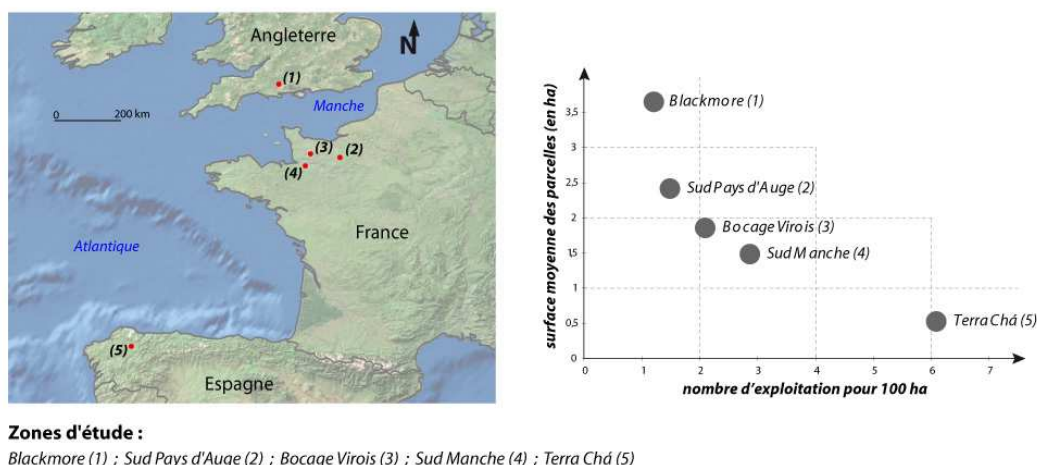 Angleterre
N
(1)
0 200 km
Manche
(3)
(2)
(4)
France
Atlantique
(5)
Espagne
surface moyenne des parcelles (en ha)
3,5
3
2,5
2
1,5
1
0,5
0
0 1 2 3 4 5 6 7
nombre d'exploitation pour 100 ha
Blackmore (1)
Sud Pays d'Auge (2)
Bocage Virois (3)
Sud Manche (4)
Terra Chá (5)
Zones d'étude :
Blackmore (1) ; Sud Pays d'Auge (2) ; Bocage Virois (3) ; Sud Manche (4) ; Terra Chá (5)